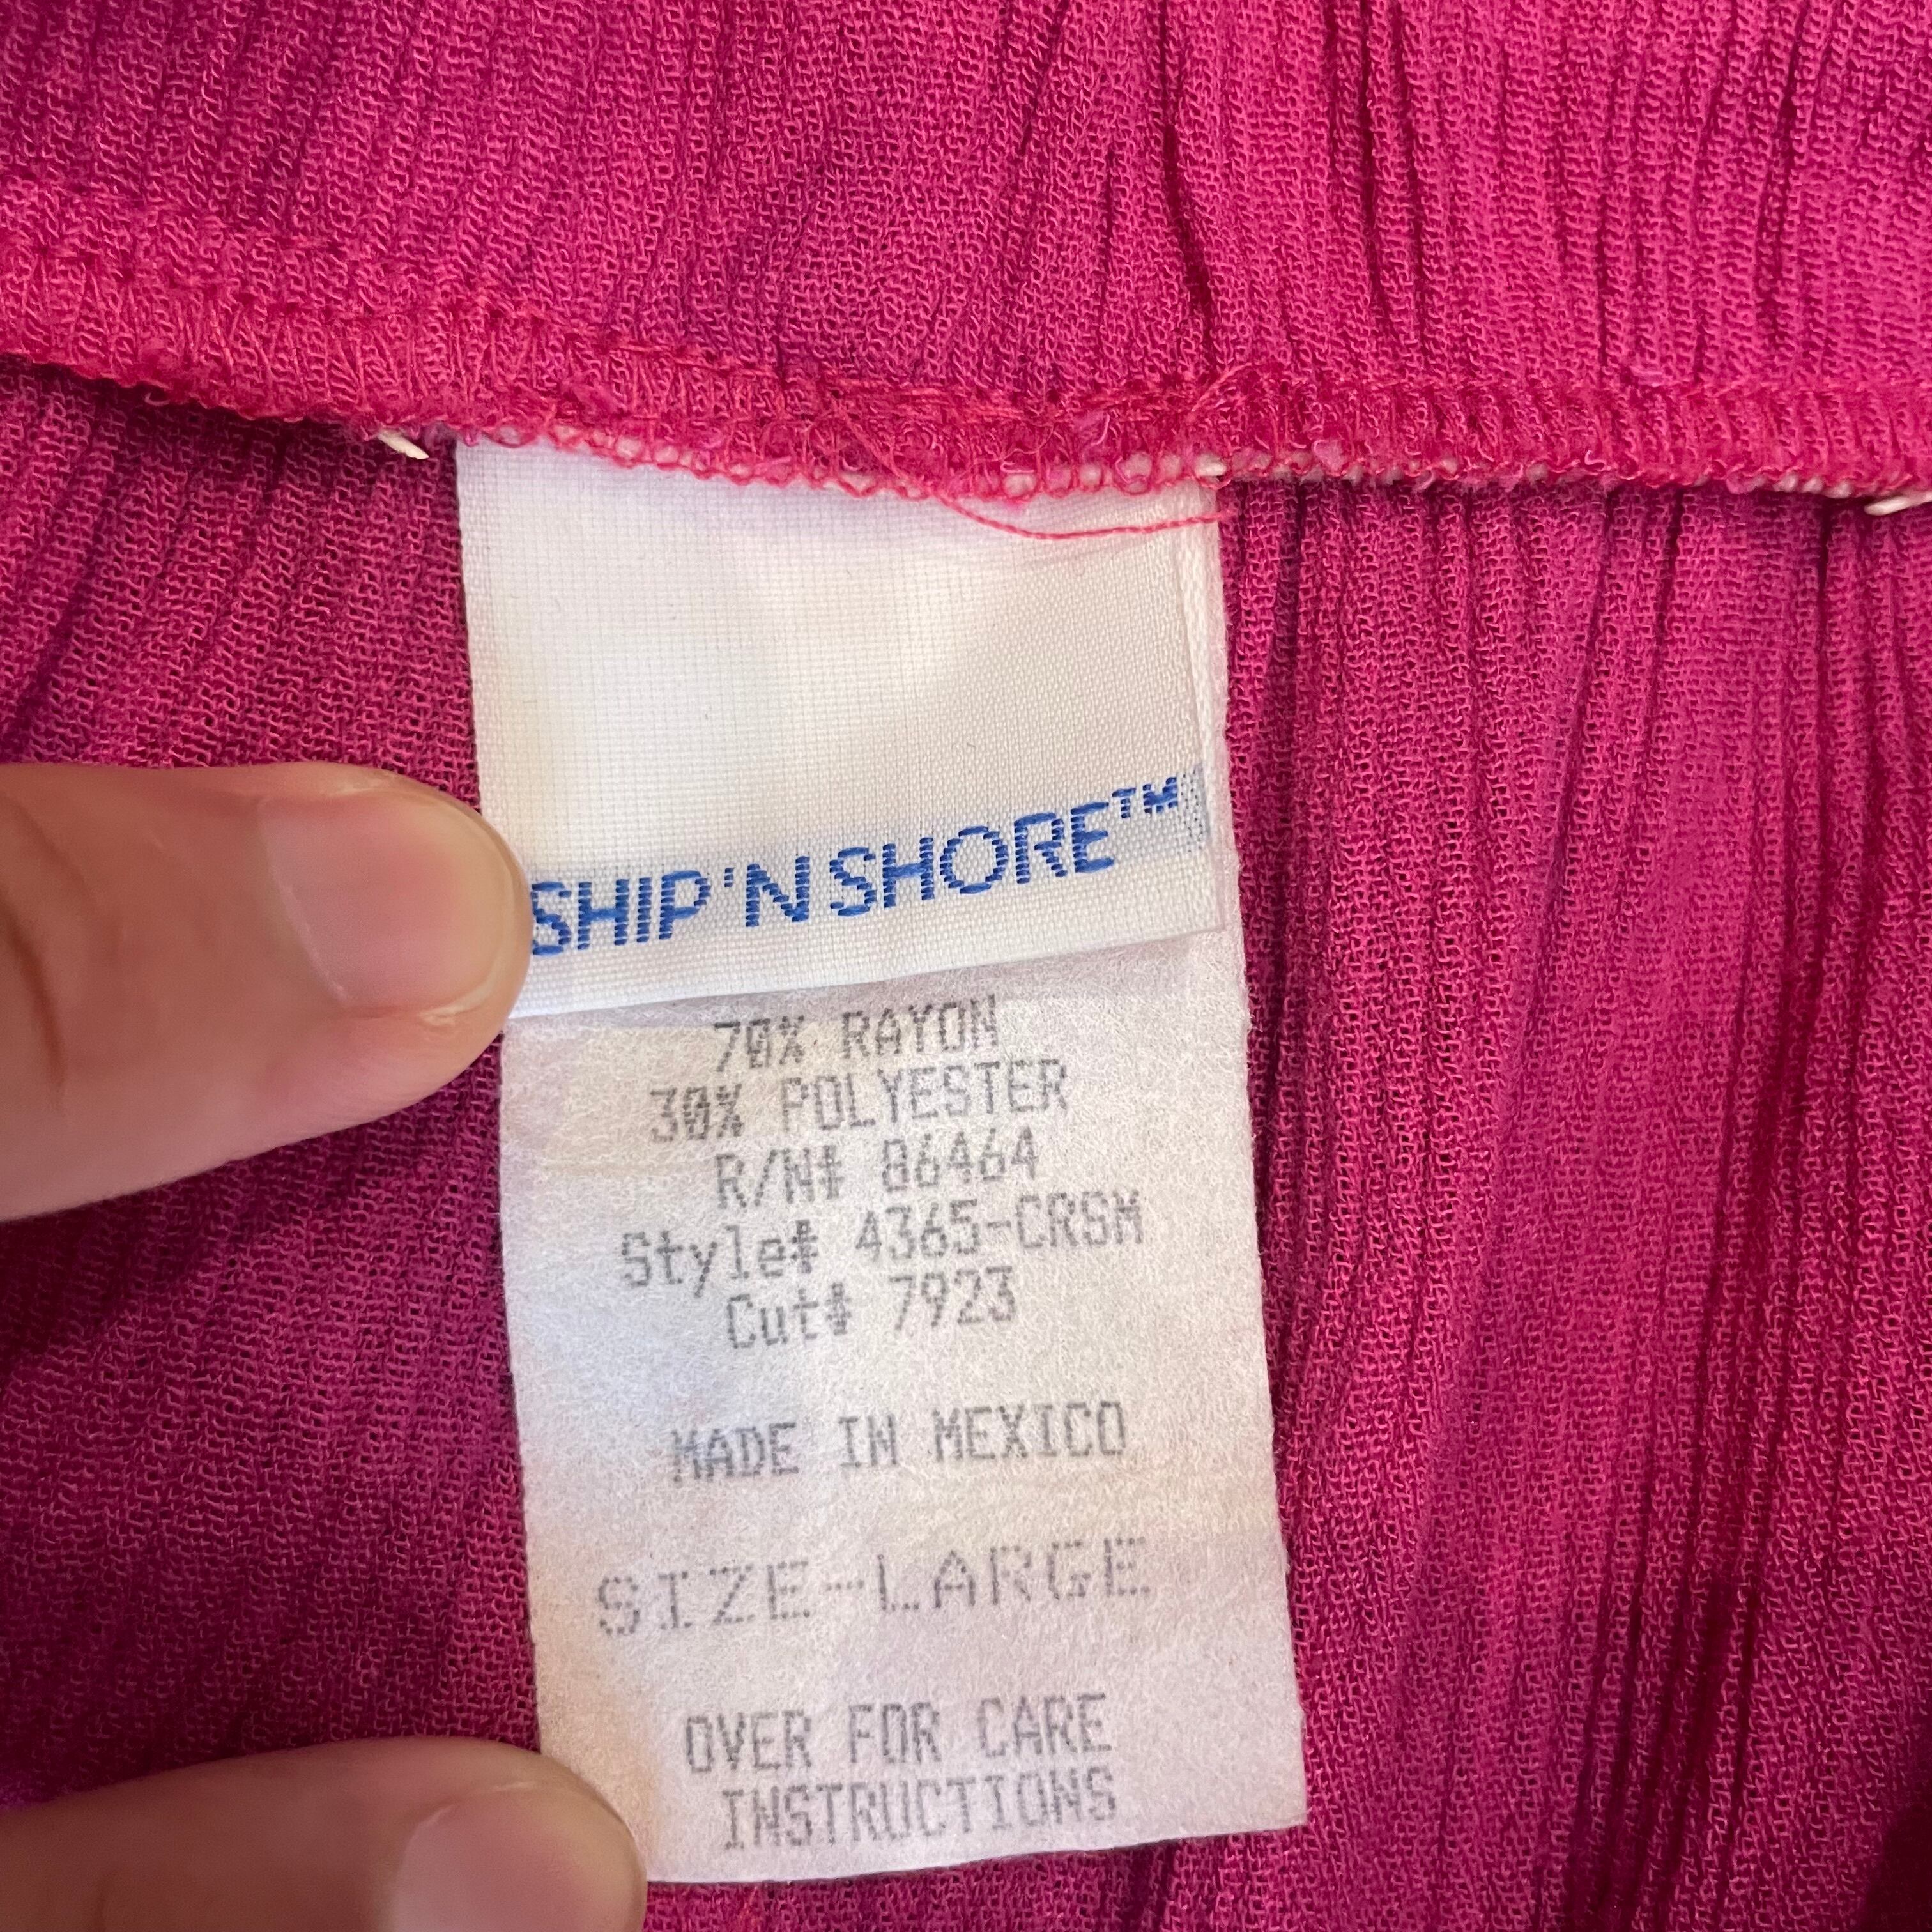 SHIP'N SHORE™
70% RAYON
30% POLYESTER
R/N# 86464
Style# 4365-CRSM
Cut# 7923
MADE IN MEXICO
SIZE-LARGE
OVER FOR CARE
INSTRUCTIONS